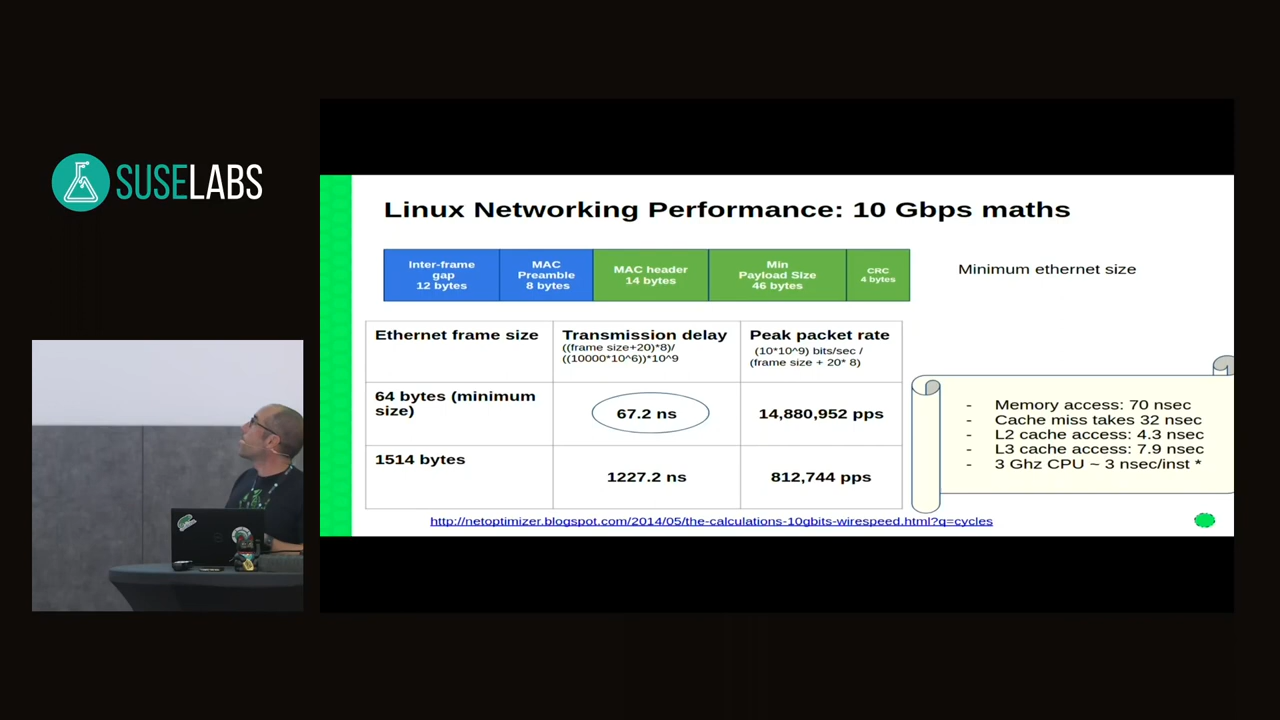 SUSELABS
Linux Networking Performance: 10 Gbps maths
Inter-frame
gap
12 bytes
MAC
Preamble
8 bytes
MAC header
14 bytes
Min
Payload SIze
46 bytes
CRC
4 bytes
Minimum ethernet size
Ethernet frame size
Transmission delay
((frame size+20)*8)/
((10000*10^6))*10^9
Peak packet rate
(10*10^9) bits/sec /
(frame size + 20* 8)
64 bytes (minimum
size)
67.2 ns
14,880,952 pps
1514 bytes
1227.2 ns
812,744 pps
- Memory access: 70 nsec
- Cache miss takes 32 nsec
- L2 cache access: 4.3 nsec
- L3 cache access: 7.9 nsec
- 3 Ghz CPU ~ 3 nsec/inst *
http://netoptimizer.blogspot.com/2014/05/the-calculations-10gbits-wirespeed.html?q=cycles